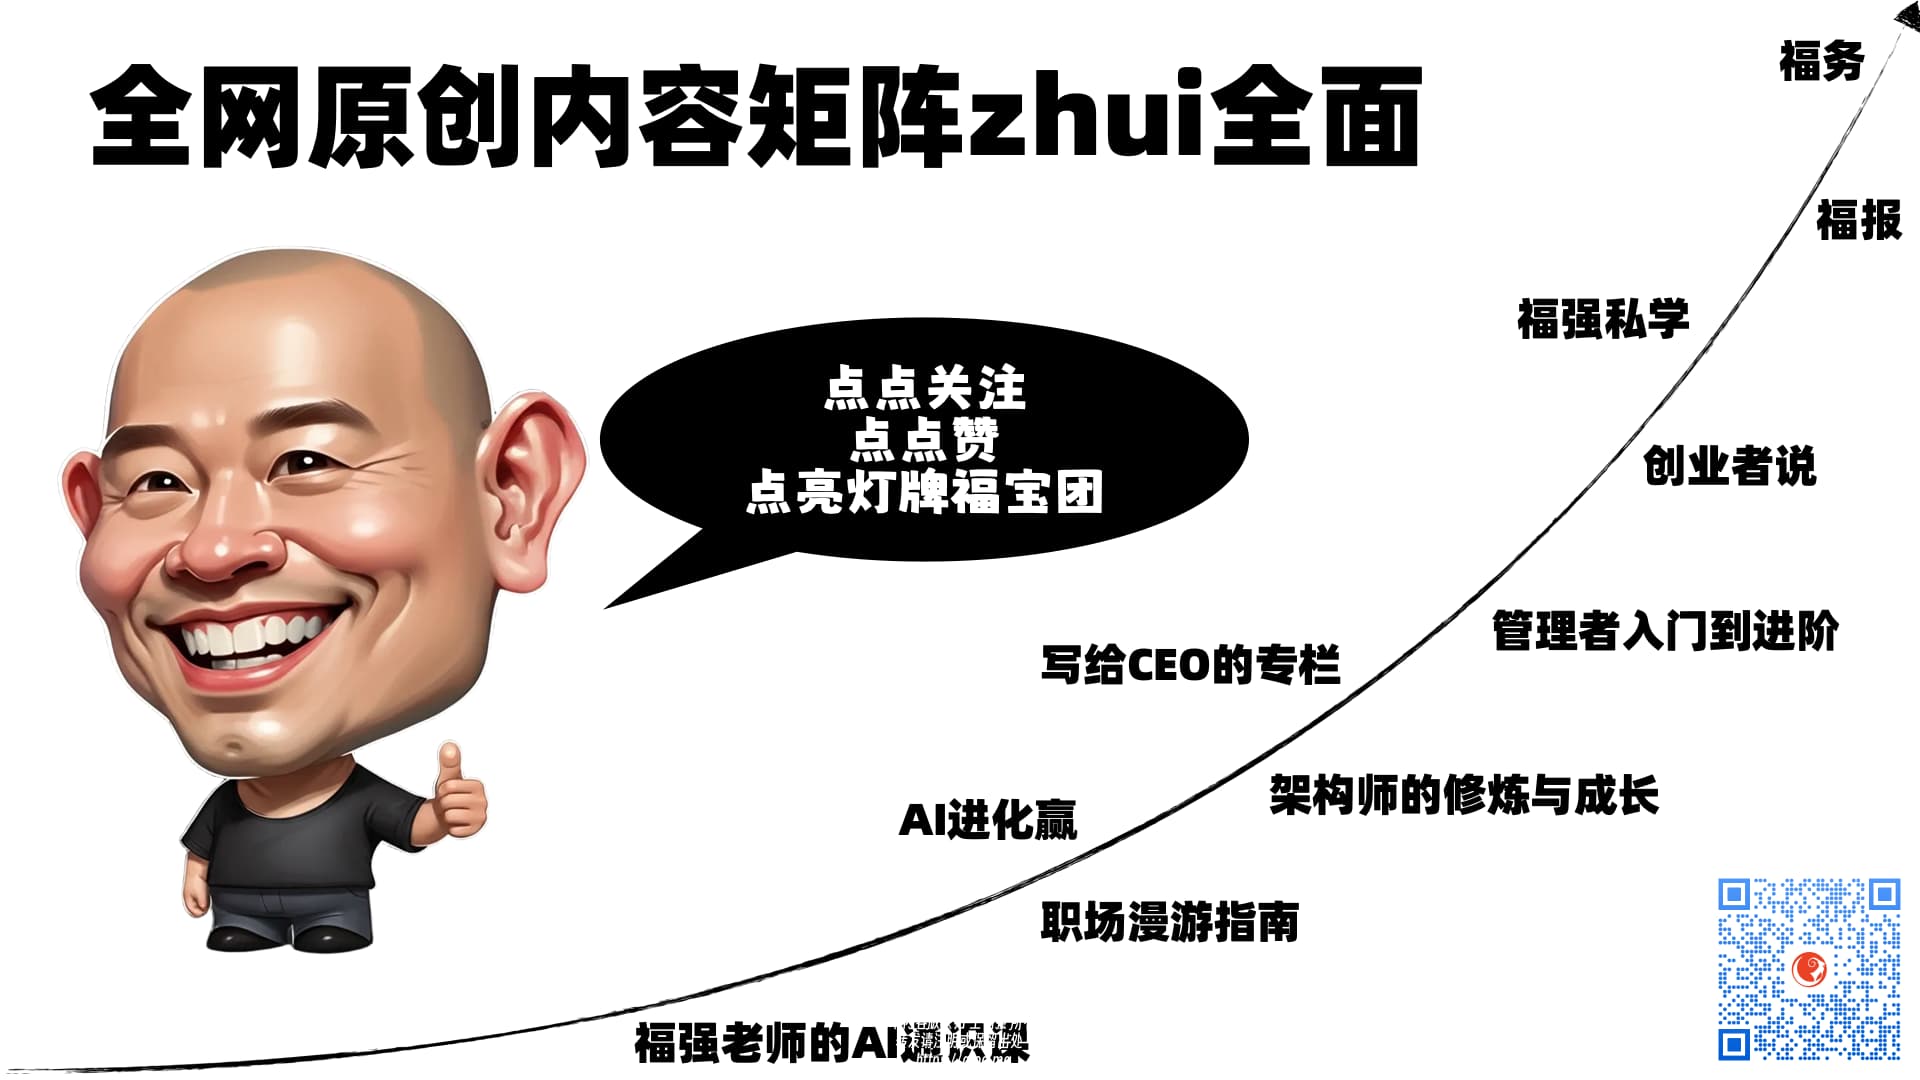 全网原创内容矩阵zhui全面
福务
福报
福强私学
点点关注
点点赞
点亮灯牌福宝团
创业者说
管理者入门到进阶
写给CEO的专栏
架构师的修炼与成长
AI进化赢
职场漫游指南
福强老师的AI